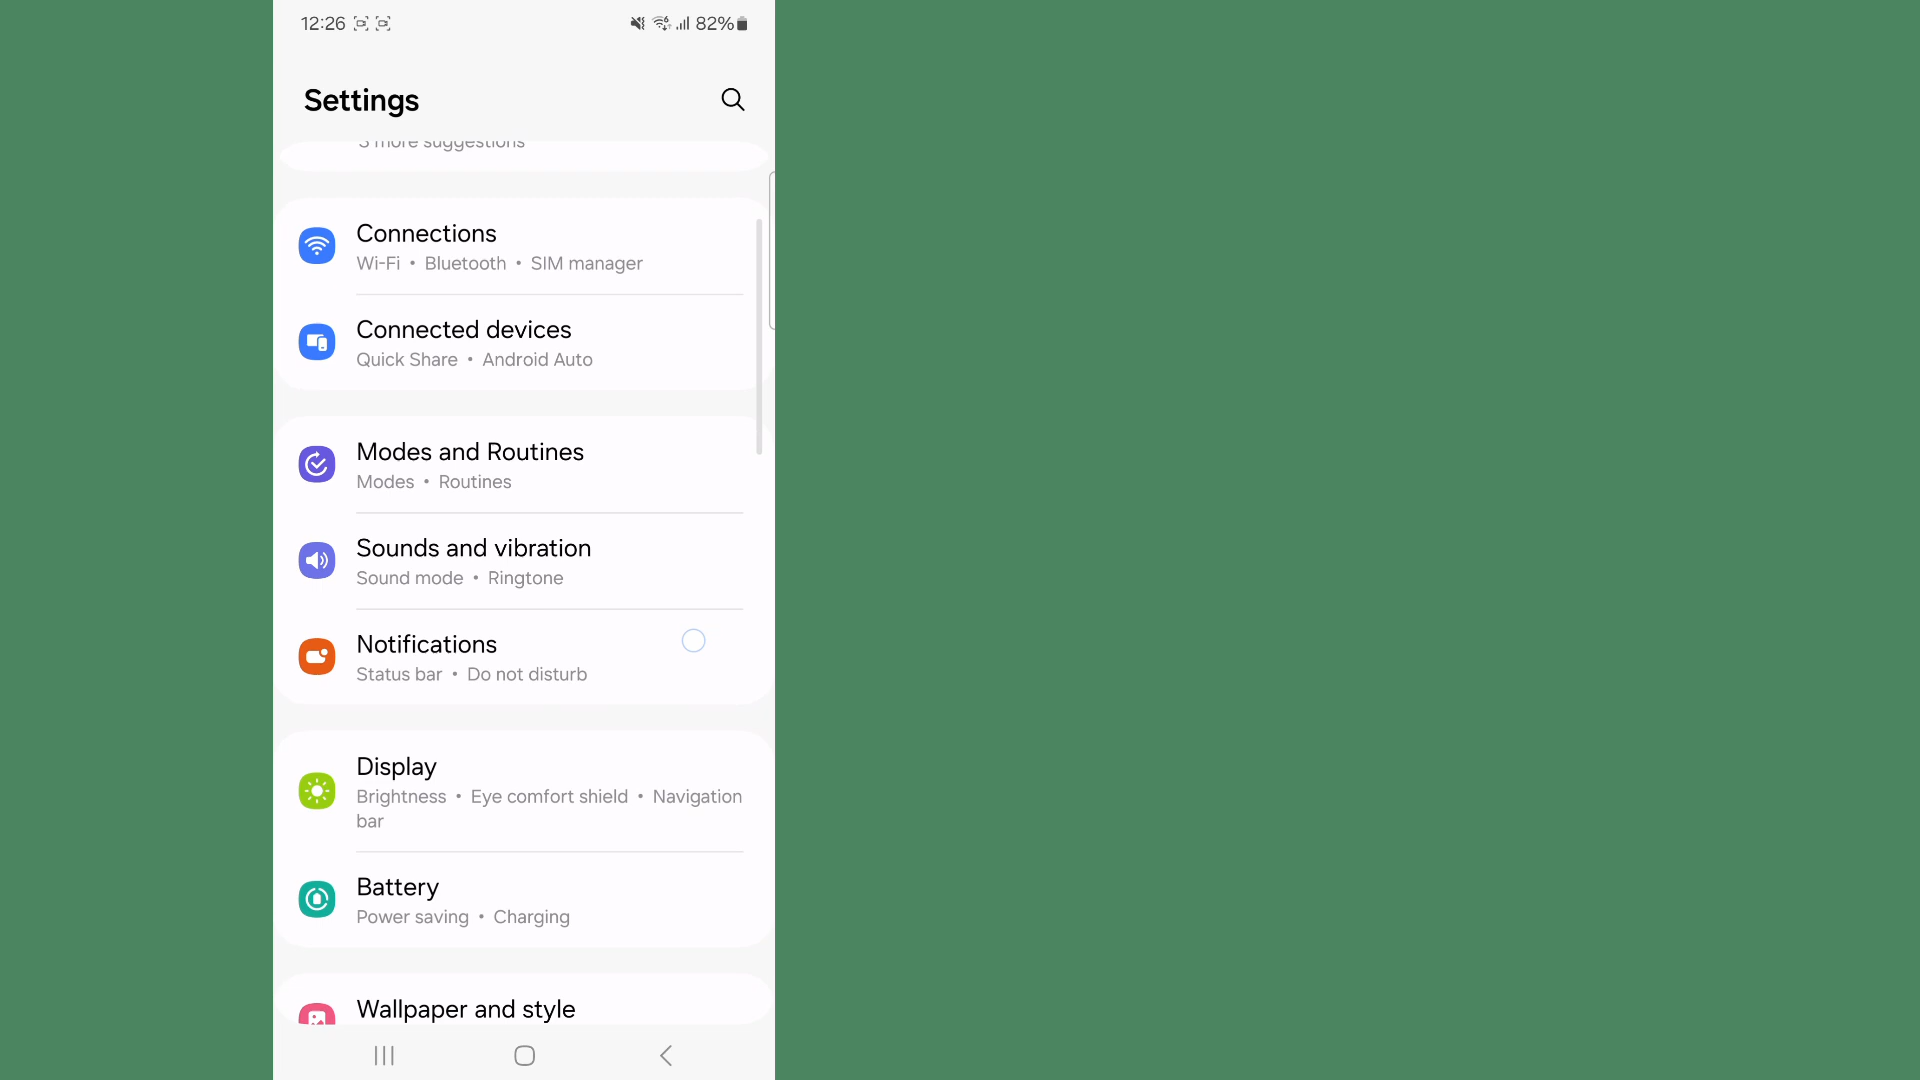 12:26
82%
Settings
3 more suggestions
Connections
Wi-Fi • Bluetooth • SIM manager
Connected devices
Quick Share • Android Auto
Modes and Routines
Modes • Routines
Sounds and vibration
Sound mode • Ringtone
Notifications
Status bar • Do not disturb
Display
Brightness • Eye comfort shield • Navigation
bar
Battery
Power saving • Charging
Wallpaper and style